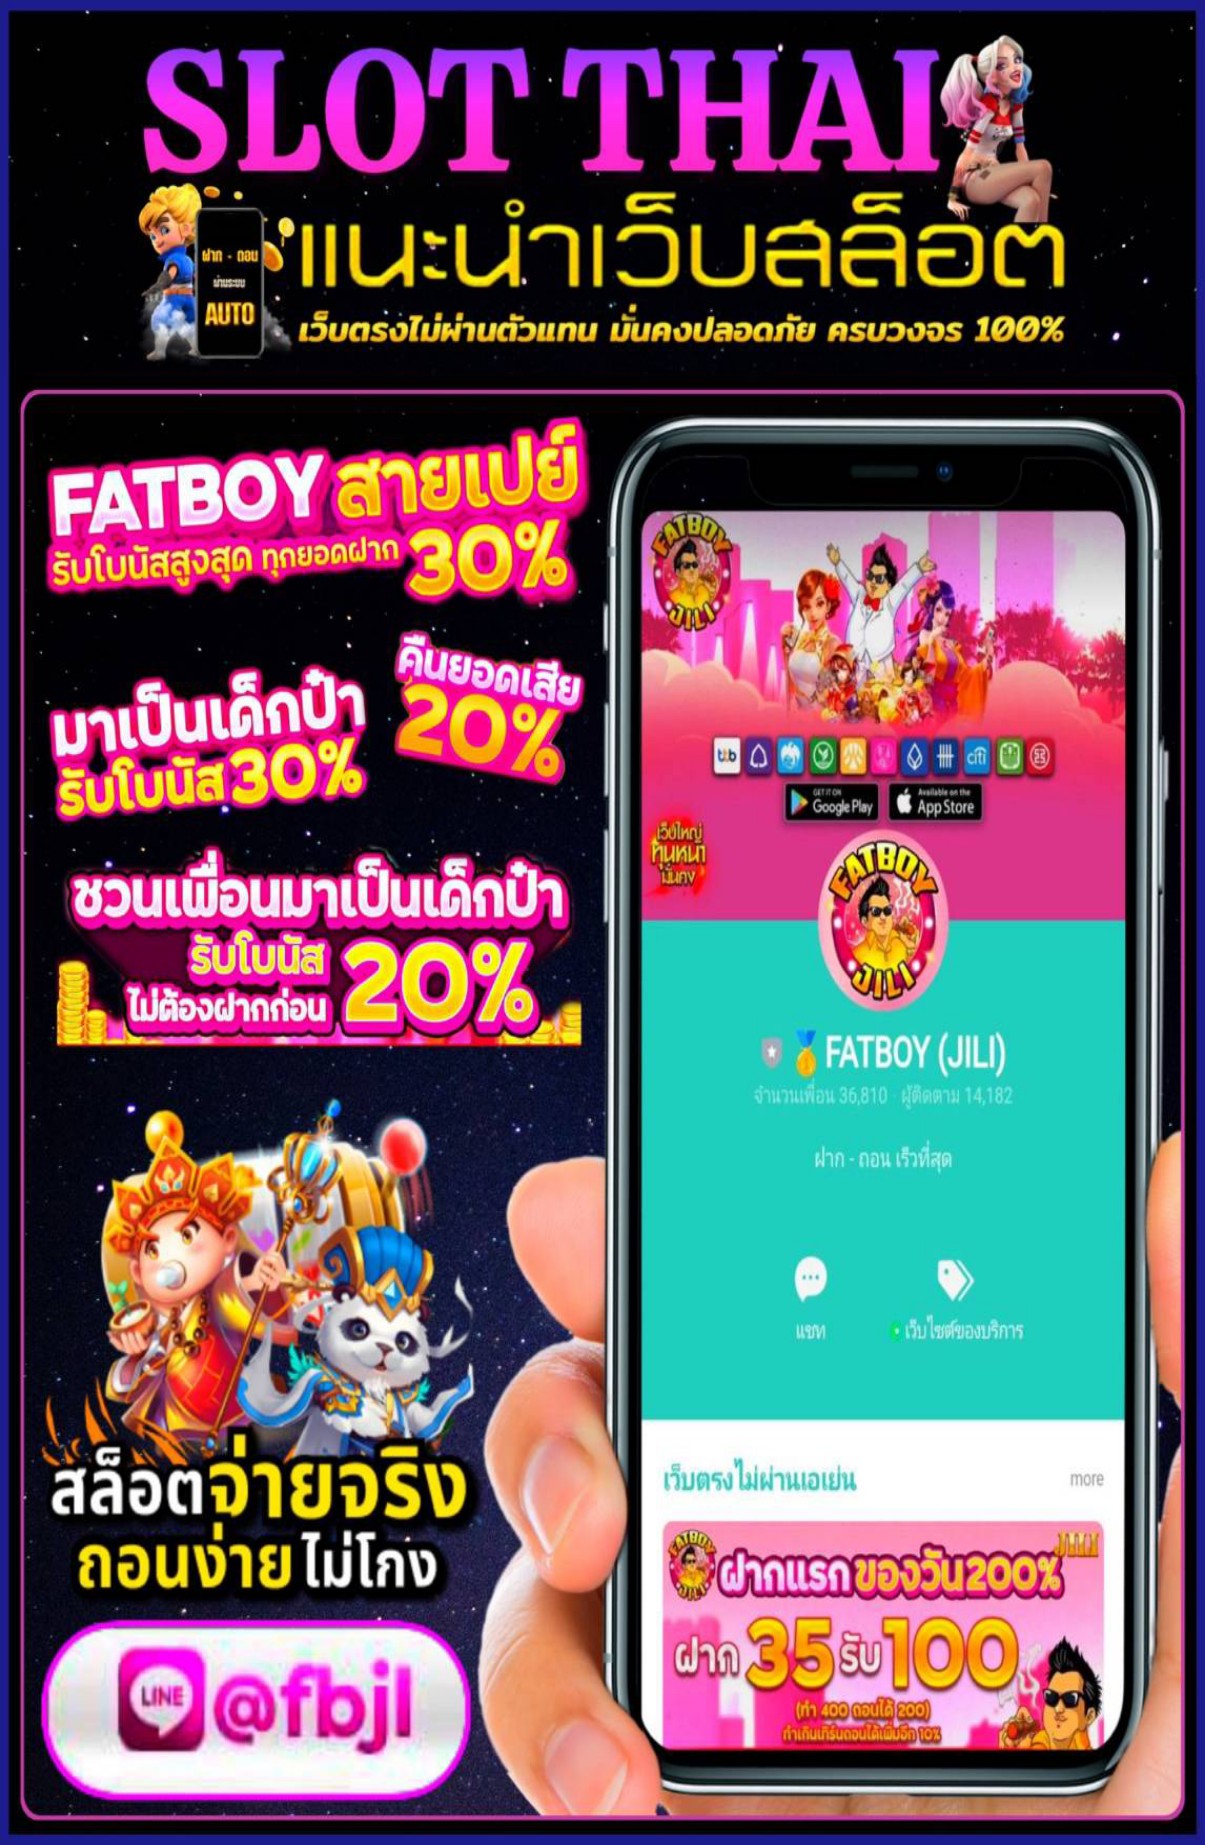 SLOT THAI
แนะนำเว็บสล็อต
เว็บตรงไม่ผ่านตัวแทน มั่นคงปลอดภัย ครบวงจร 100%
ฝาก - ถอน
ผ่านระบบ
AUTO
FATBOY สายเปย์
รับโบนัสสูงสุด ทุกยอดฝาก 30%
มาเป็นเด็กป๋า
รับโบนัส 30%
คืนยอดเสีย
20%
ชวนเพื่อนมาเป็นเด็กป๋า
รับโบนัส
ไม่ต้องฝากก่อน 20%
สล็อตจ่ายจริง
ถอนง่าย ไม่โกง
LINE @fbjl
FATBOY
JILI
ttb
citi
GET IT ON
Google Play
Available on the
App Store
เว็บใหญ่
ทุนหนา
มั่นคง
FATBOY
JILI
FATBOY (JILI)
จำนวนเพื่อน 36,810 ผู้ติดตาม 14,182
ฝาก - ถอน เร็วที่สุด
แชท
เว็บไซต์ของบริการ
เว็บตรงไม่ผ่านเอเย่น
more
FATBOY
JILI
JILI
ฝากแรกของวัน200%
ฝาก 35 รับ 100
(ทำ 400 ถอนได้ 200)
ทำเกินเทิร์นถอนได้เพิ่มอีก 10%